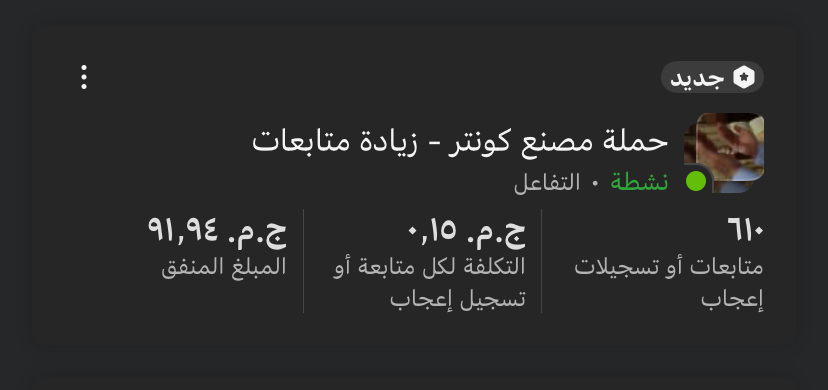 جديد
حملة مصنع كونتر - زيادة متابعات
نشطة • التفاعل
٦١٠
متابعات أو تسجيلات
إعجاب
ج.م. ٠,١٥
التكلفة لكل متابعة أو
تسجيل إعجاب
ج.م. ٩١,٩٤
المبلغ المنفق